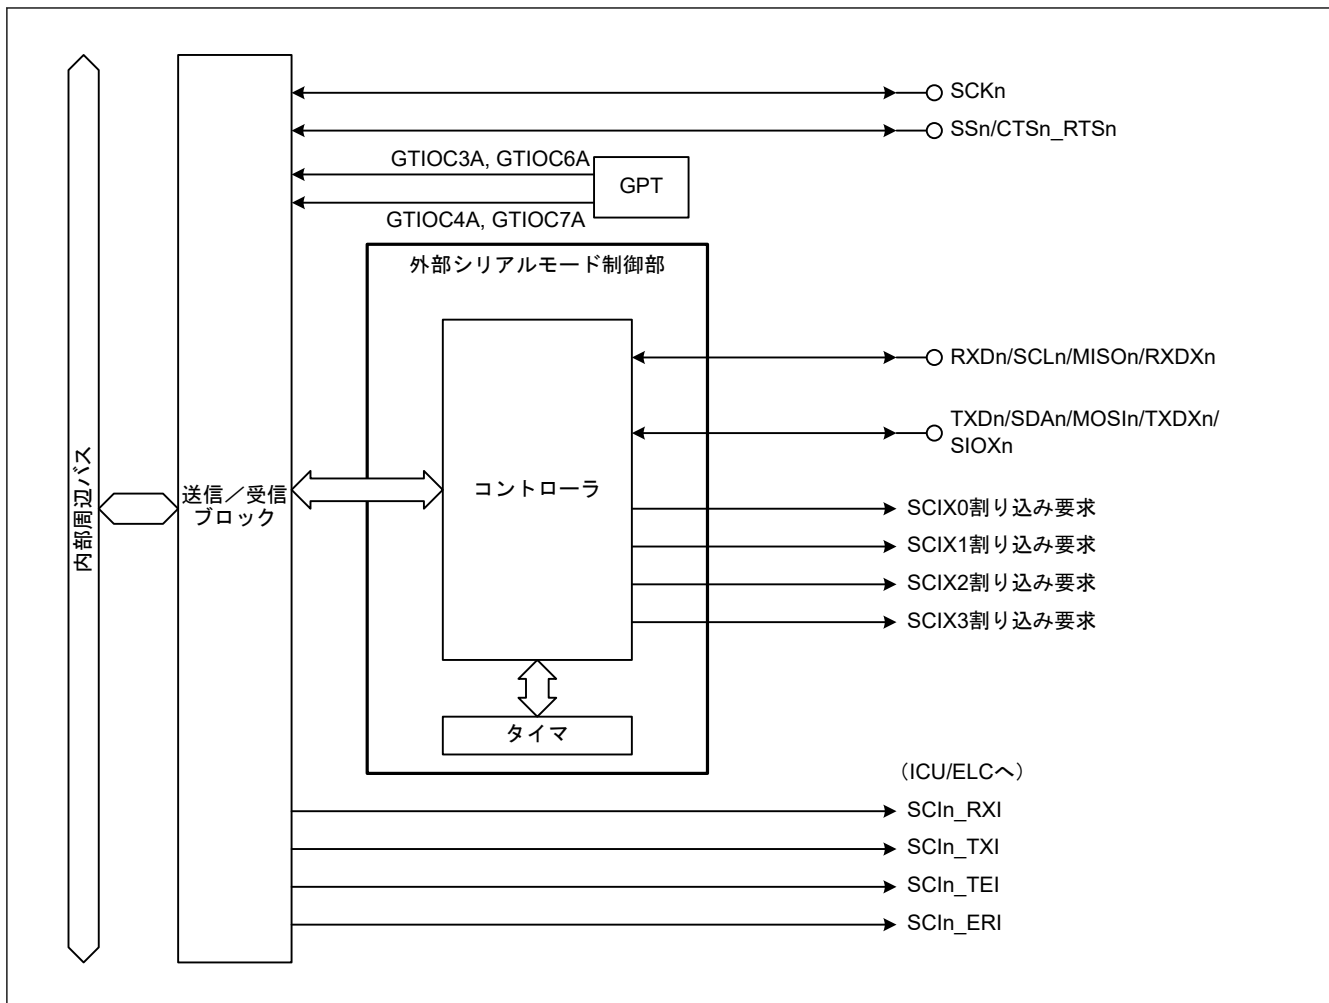 SCKn
SSn/CTSn_RTSn
GTIOC3A, GTIOC6A
GPT
GTIOC4A, GTIOC7A
外部シリアルモード制御部
RXDn/SCLn/MISOn/RXDXn
TXDn/SDAn/MOSIn/TXDXn/
SIOXn
内部周辺バス
送信／受信
ブロック
コントローラ
SCIX0割り込み要求
SCIX1割り込み要求
SCIX2割り込み要求
SCIX3割り込み要求
タイマ
（ICU/ELCへ）
SCIn_RXI
SCIn_TXI
SCIn_TEI
SCIn_ERI